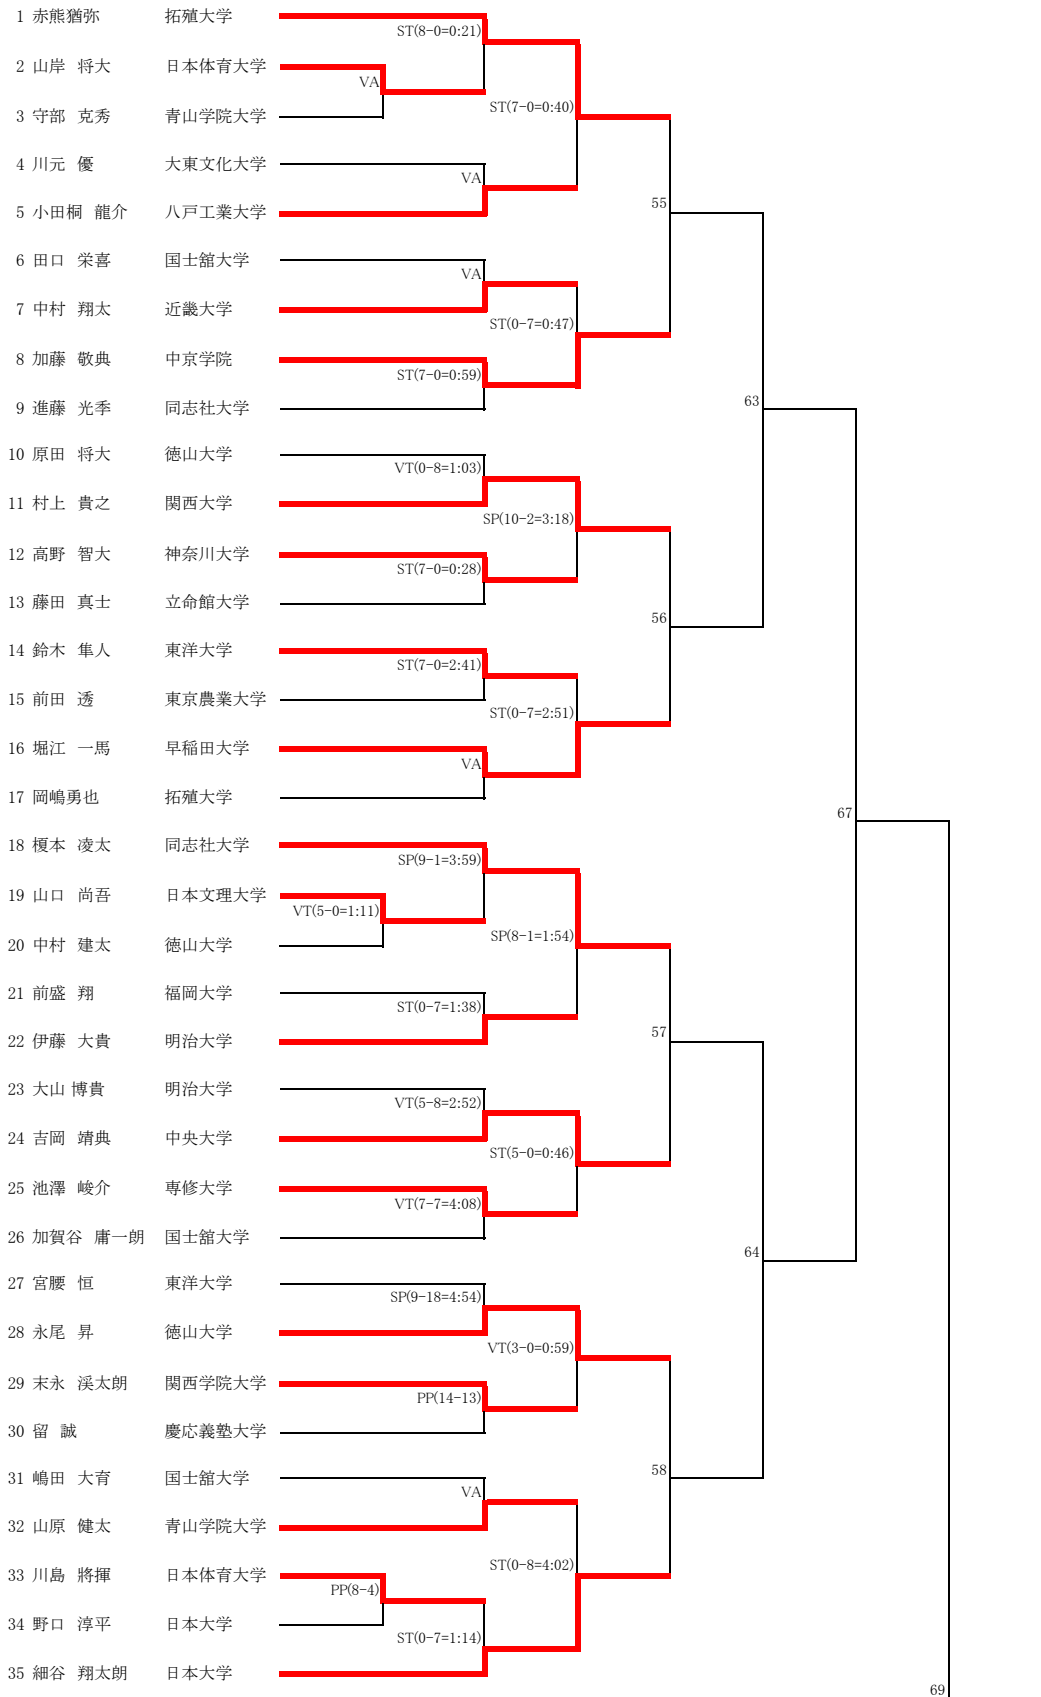 1 赤熊猶弥 拓殖大学
ST(8-0=0:21)
2 山岸 将大 日本体育大学
VA
3 守部 克秀 青山学院大学
ST(7-0=0:40)
4 川元 優 大東文化大学
VA
5 小田桐 龍介 八戸工業大学
55
6 田口 栄喜 国士舘大学
VA
7 中村 翔太 近畿大学
ST(0-7=0:47)
8 加藤 敬典 中京学院
ST(7-0=0:59)
9 進藤 光季 同志社大学
63
10 原田 将大 徳山大学
VT(0-8=1:03)
11 村上 貴之 関西大学
SP(10-2=3:18)
12 高野 智大 神奈川大学
ST(7-0=0:28)
13 藤田 真士 立命館大学
56
14 鈴木 隼人 東洋大学
ST(7-0=2:41)
15 前田 透 東京農業大学
ST(0-7=2:51)
16 堀江 一馬 早稲田大学
VA
17 岡嶋勇也 拓殖大学
67
18 榎本 凌太 同志社大学
SP(9-1=3:59)
19 山口 尚吾 日本文理大学
VT(5-0=1:11)
20 中村 建太 徳山大学
SP(8-1=1:54)
21 前盛 翔 福岡大学
ST(0-7=1:38)
22 伊藤 大貴 明治大学
57
23 大山 博貴 明治大学
VT(5-8=2:52)
24 吉岡 靖典 中央大学
ST(5-0=0:46)
25 池澤 峻介 専修大学
VT(7-7=4:08)
26 加賀谷 庸一朗 国士舘大学
64
27 宮腰 恒 東洋大学
SP(9-18=4:54)
28 永尾 昇 徳山大学
VT(3-0=0:59)
29 末永 渓太朗 関西学院大学
PP(14-13)
30 留 誠 慶応義塾大学
58
31 嶋田 大育 国士舘大学
VA
32 山原 健太 青山学院大学
ST(0-8=4:02)
33 川島 將揮 日本体育大学
PP(8-4)
34 野口 淳平 日本大学
ST(0-7=1:14)
35 細谷 翔太朗 日本大学
69